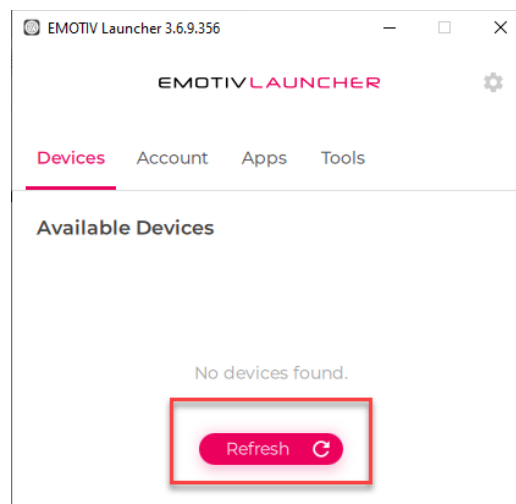 EMOTIV Launcher 3.6.9.356
EMOTIVLAUNCHER
Devices Account Apps Tools
Available Devices
No devices found.
Refresh